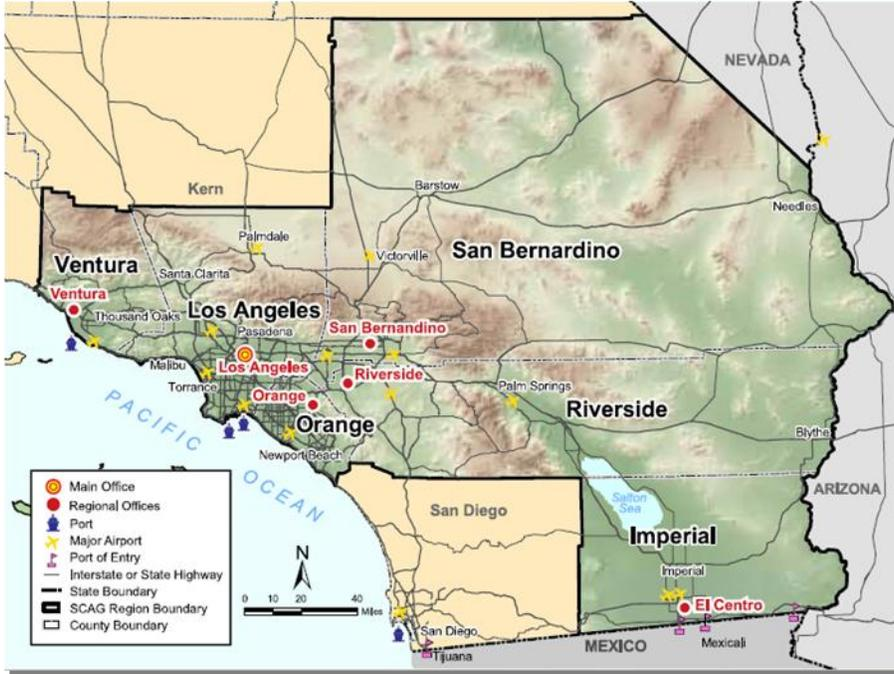 NEVADA
Kern
Barstow
Needles
Palmdale
Victorville
San Bernardino
Ventura
Santa Clarita
Ventura
Thousand Oaks
Los Angeles
Pasadena
San Bernandino
Malibu
Los Angeles
Riverside
Torrance
Orange
Palm Springs
Riverside
Orange
Newport Beach
Blythe
PACIFIC OCEAN
ARIZONA
Salton
Sea
San Diego
Imperial
Imperial
El Centro
San Diego
Tijuana
MEXICO
Mexicali
Main Office
Regional Offices
Port
Major Airport
Port of Entry
Interstate or State Highway
State Boundary
SCAG Region Boundary
County Boundary
N
0 10 20 40
Miles